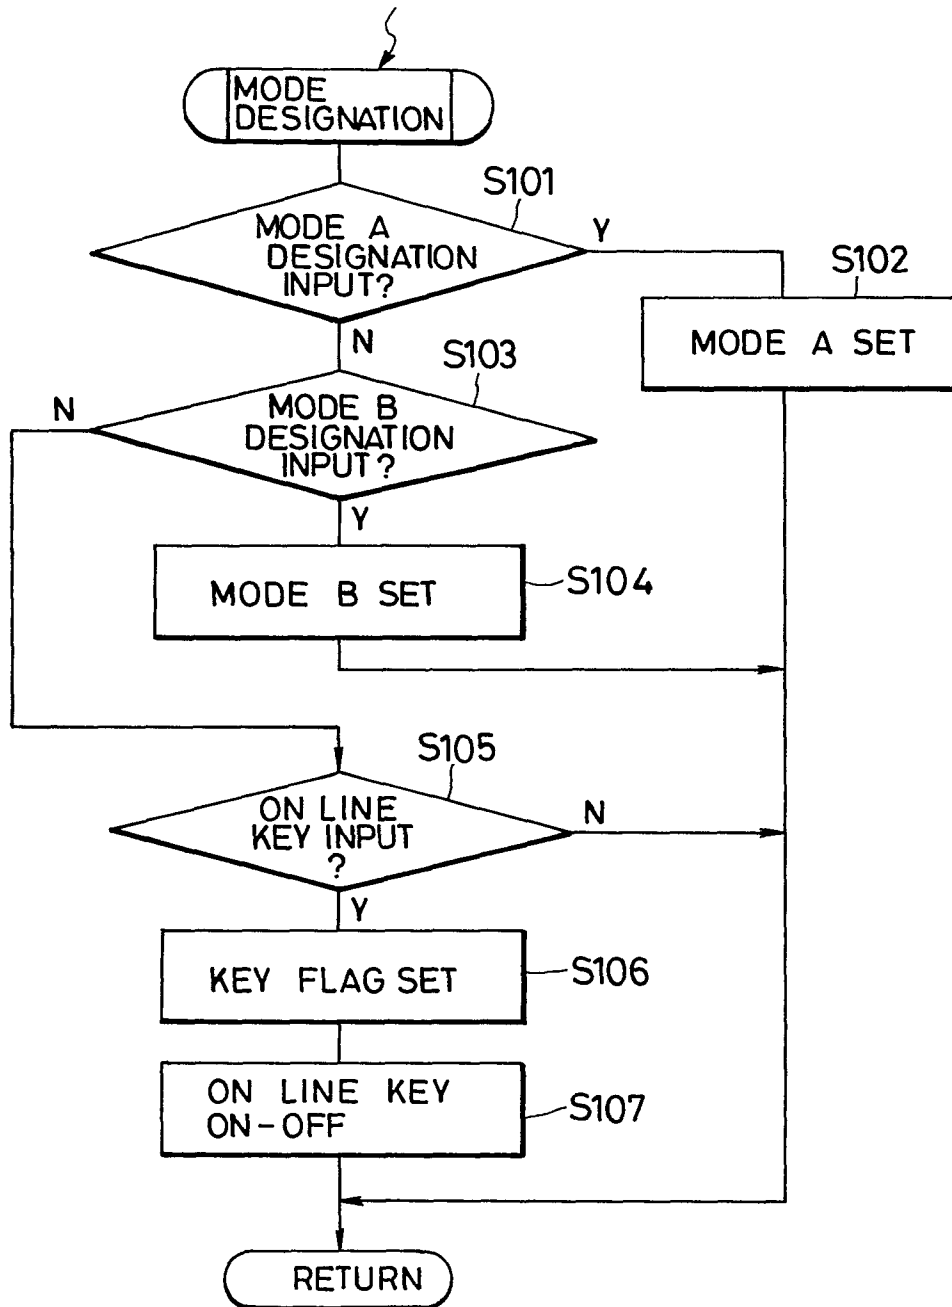 MODE
DESIGNATION
S101
MODE A
DESIGNATION
INPUT?
Y
S102
MODE A SET
N
S103
N
MODE B
DESIGNATION
INPUT?
Y
MODE B SET
S104
S105
ON LINE
KEY INPUT
?
N
Y
KEY FLAG SET
S106
ON LINE KEY
ON-OFF
S107
RETURN